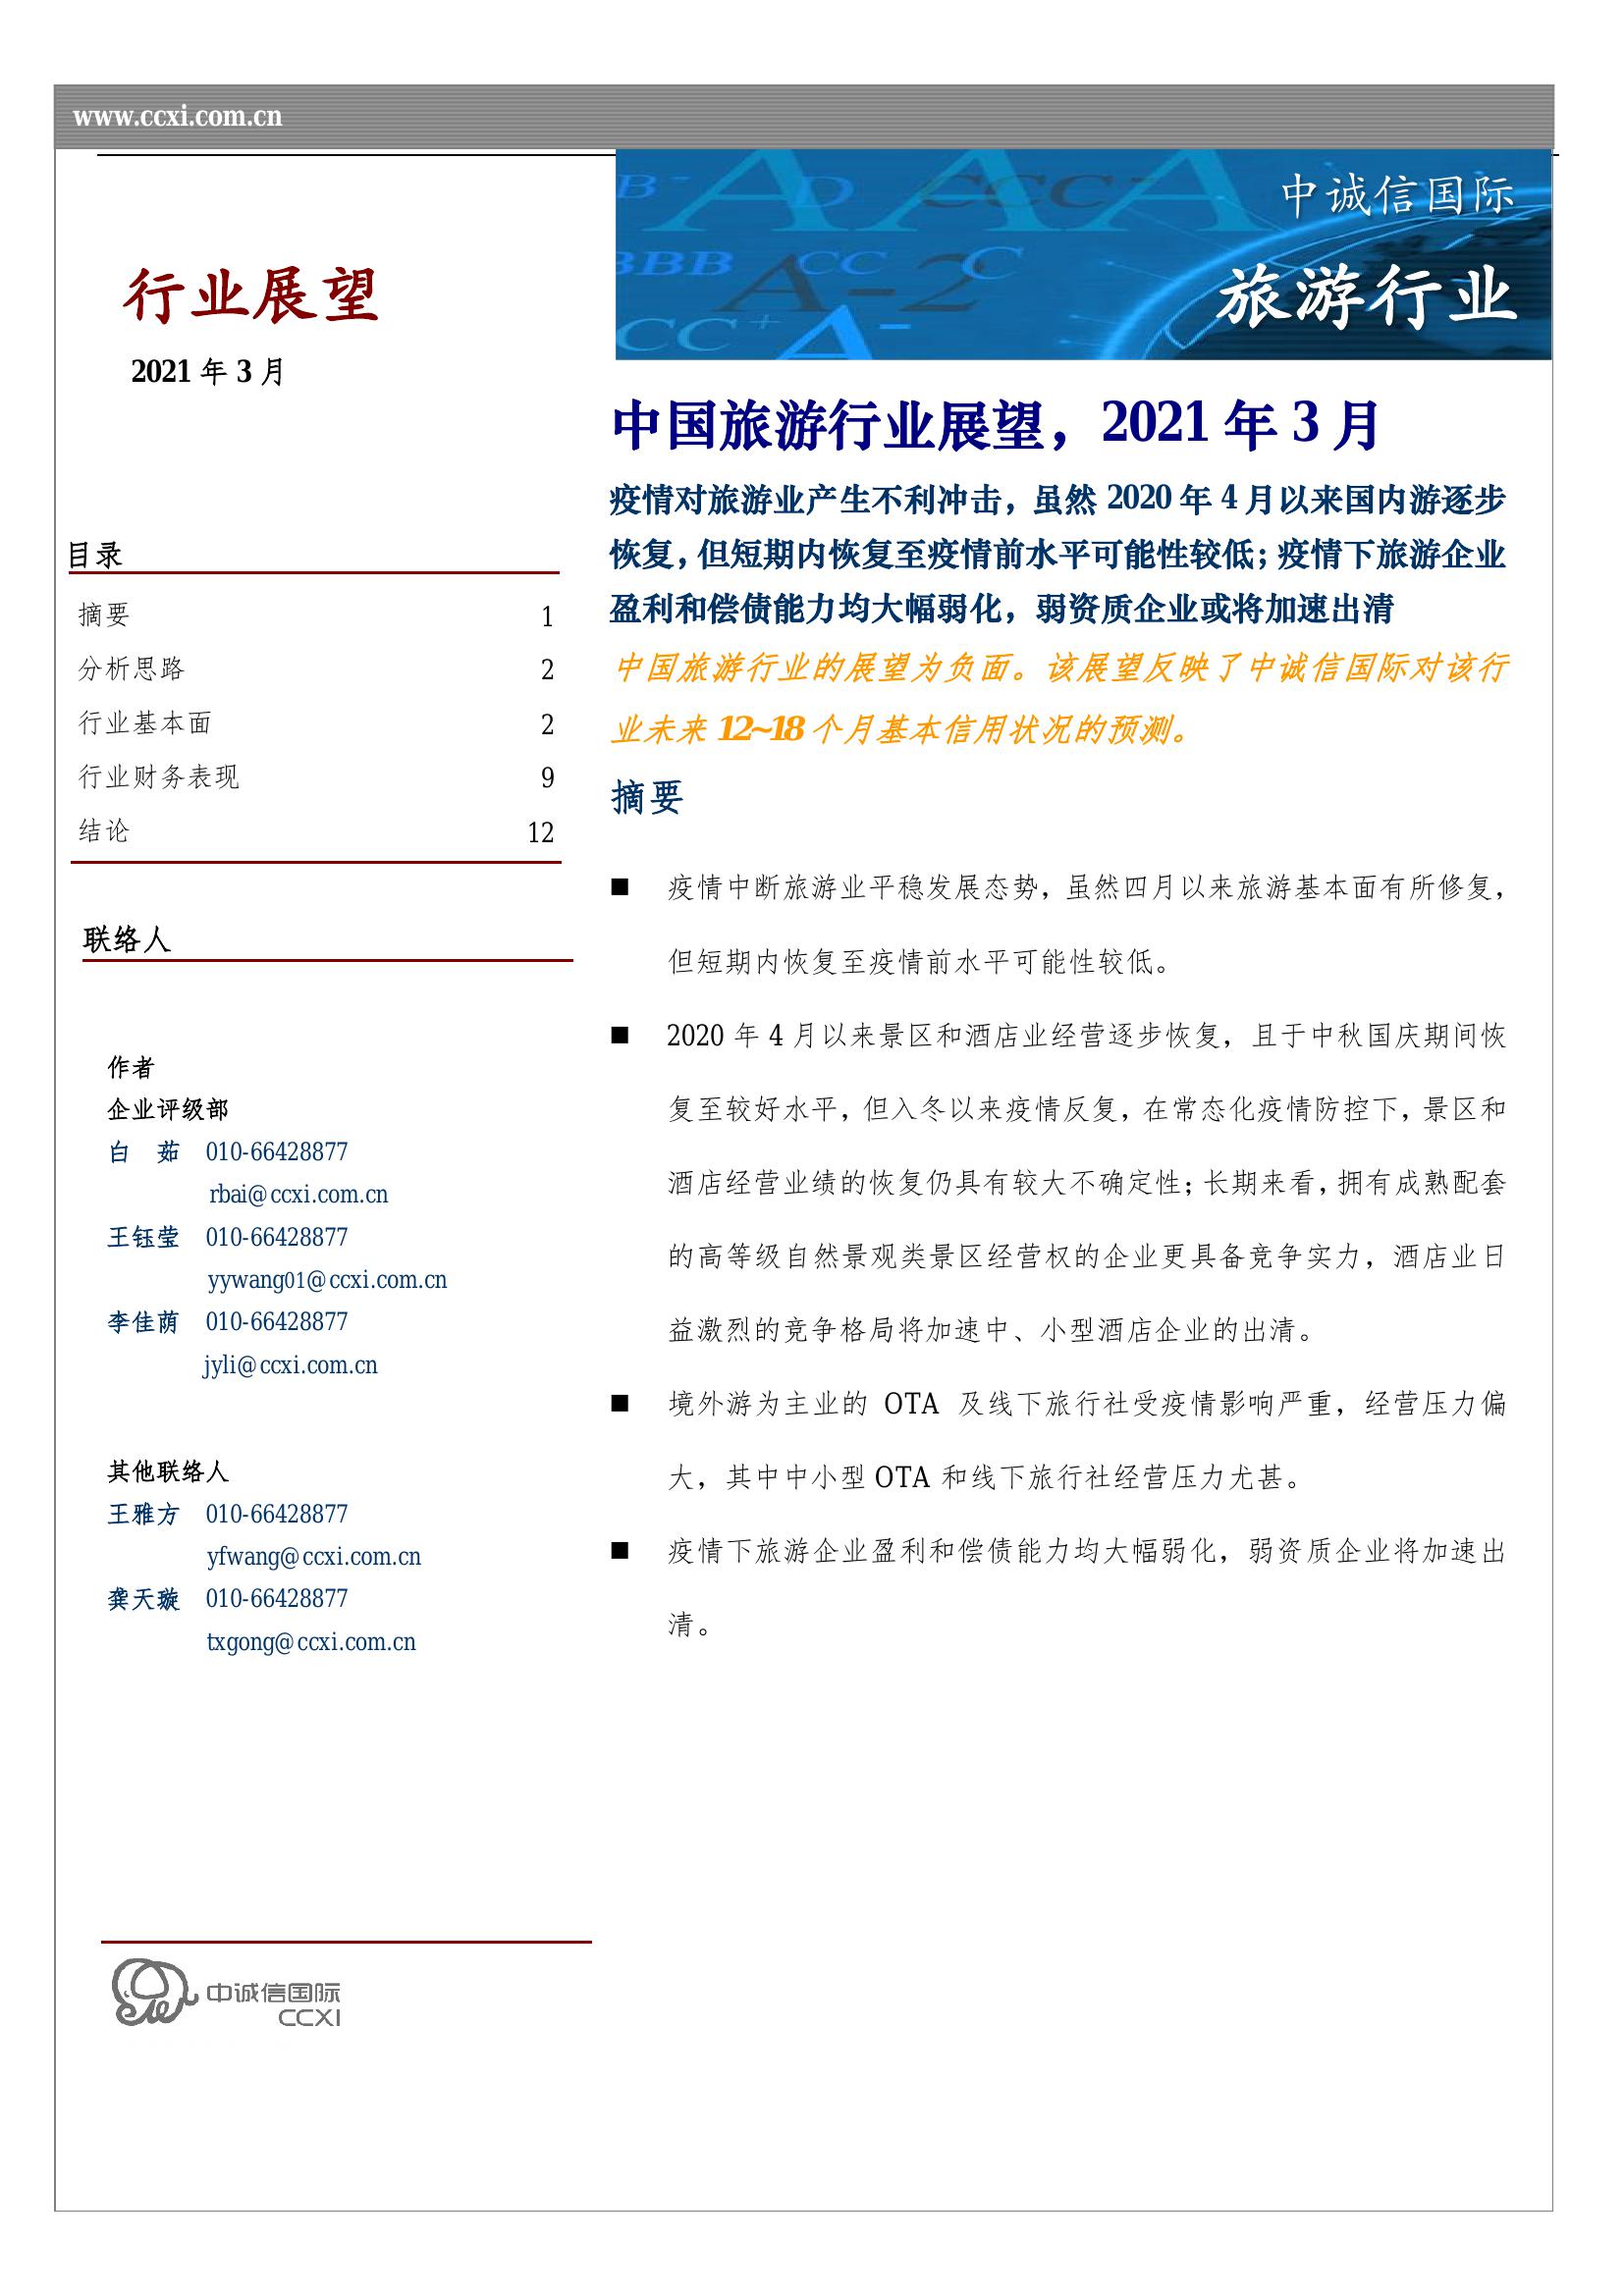 www.ccxi.com.cn
B- A D A CCC- A
BBB A-2 CC C
CC+ A-
中诚信国际
旅游行业
行业展望
2021 年 3 月
目录
摘要 1
分析思路 2
行业基本面 2
行业财务表现 9
结论 12
联络人
作者
企业评级部
白 茹 010-66428877
rbai@ccxi.com.cn
王钰莹 010-66428877
yywang01@ccxi.com.cn
李佳荫 010-66428877
jyli@ccxi.com.cn
其他联络人
王雅方 010-66428877
yfwang@ccxi.com.cn
龚天璇 010-66428877
txgong@ccxi.com.cn
中诚信国际
CCXI
中国旅游行业展望，2021 年 3 月
疫情对旅游业产生不利冲击，虽然 2020 年 4 月以来国内游逐步
恢复，但短期内恢复至疫情前水平可能性较低；疫情下旅游企业
盈利和偿债能力均大幅弱化，弱资质企业或将加速出清
中国旅游行业的展望为负面。该展望反映了中诚信国际对该行
业未来 12~18 个月基本信用状况的预测。
摘要
■ 疫情中断旅游业平稳发展态势，虽然四月以来旅游基本面有所修复，
但短期内恢复至疫情前水平可能性较低。
■ 2020 年 4 月以来景区和酒店业经营逐步恢复，且于中秋国庆期间恢
复至较好水平，但入冬以来疫情反复，在常态化疫情防控下，景区和
酒店经营业绩的恢复仍具有较大不确定性；长期来看，拥有成熟配套
的高等级自然景观类景区经营权的企业更具备竞争实力，酒店业日
益激烈的竞争格局将加速中、小型酒店企业的出清。
■ 境外游为主业的 OTA 及线下旅行社受疫情影响严重，经营压力偏
大，其中中小型 OTA 和线下旅行社经营压力尤甚。
■ 疫情下旅游企业盈利和偿债能力均大幅弱化，弱资质企业将加速出
清。